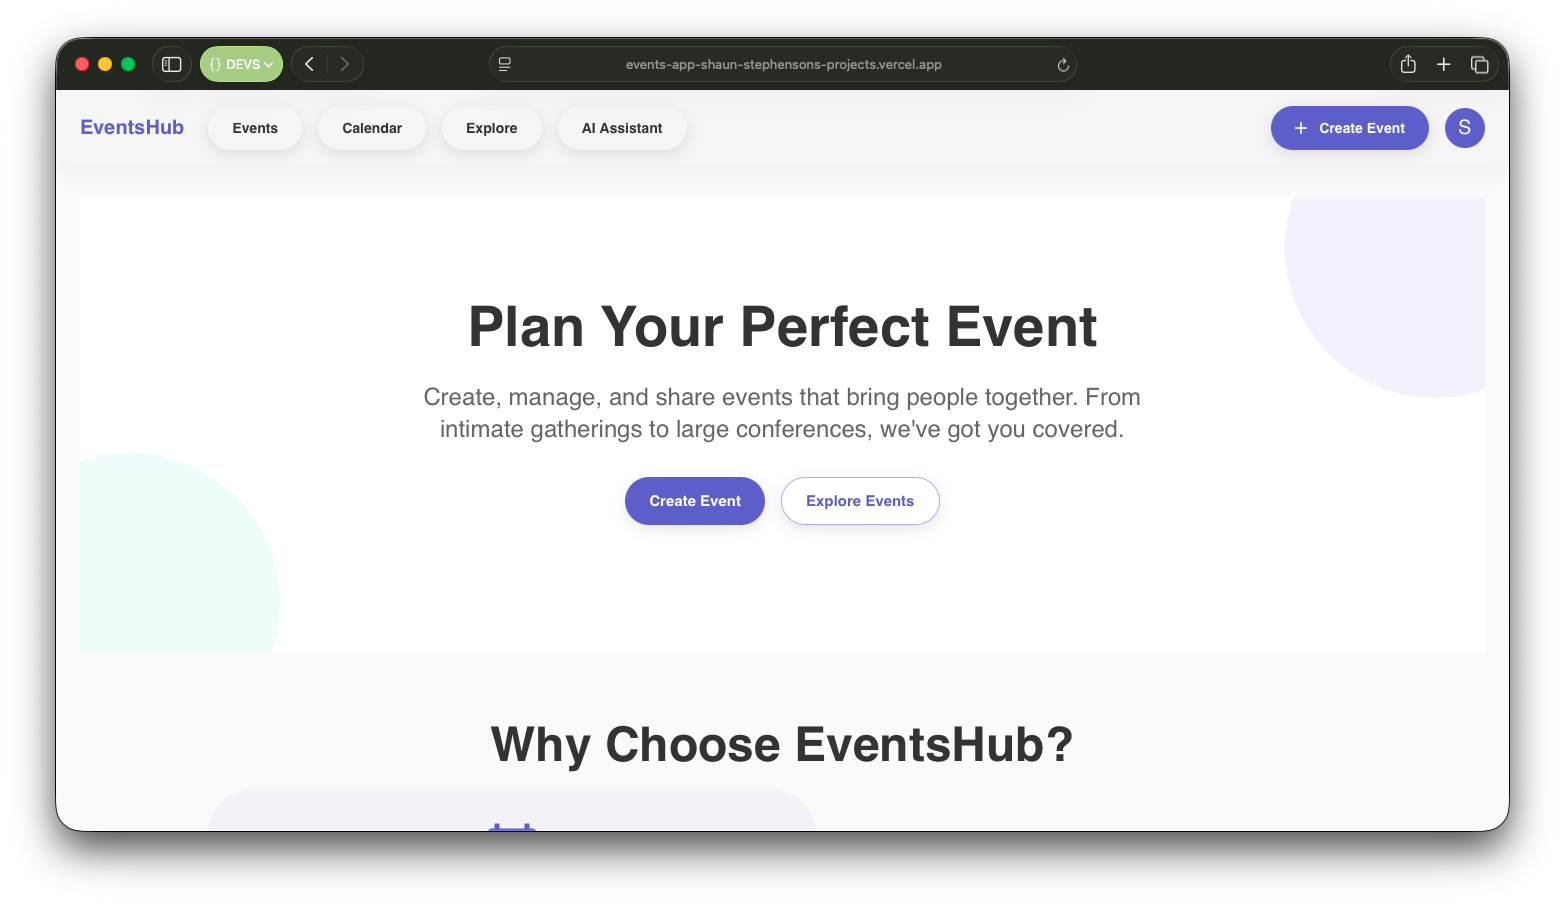 {} DEVS
events-app-shaun-stephensons-projects.vercel.app
EventsHub
Events
Calendar
Explore
AI Assistant
+ Create Event
S
Plan Your Perfect Event
Create, manage, and share events that bring people together. From
intimate gatherings to large conferences, we've got you covered.
Create Event
Explore Events
Why Choose EventsHub?